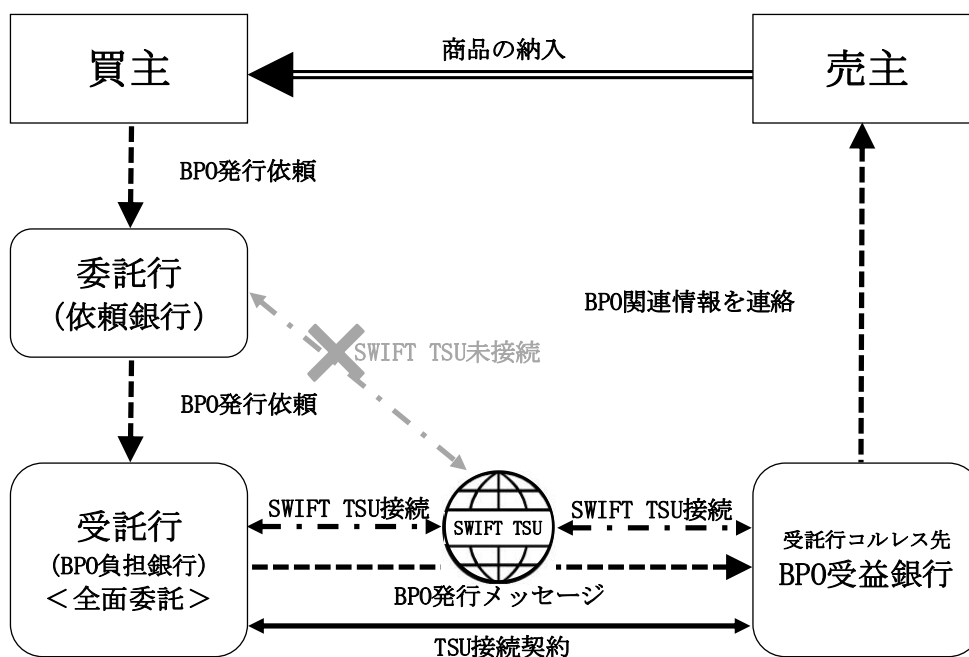 買主
商品の納入
売主
BPO発行依頼
委託行
(依頼銀行)
BPO関連情報を連絡
SWIFT TSU未接続
BPO発行依頼
受託行
(BPO負担銀行)
＜全面委託＞
SWIFT TSU接続
SWIFT TSU
SWIFT TSU接続
受託行コルレス先
BPO受益銀行
BPO発行メッセージ
TSU接続契約